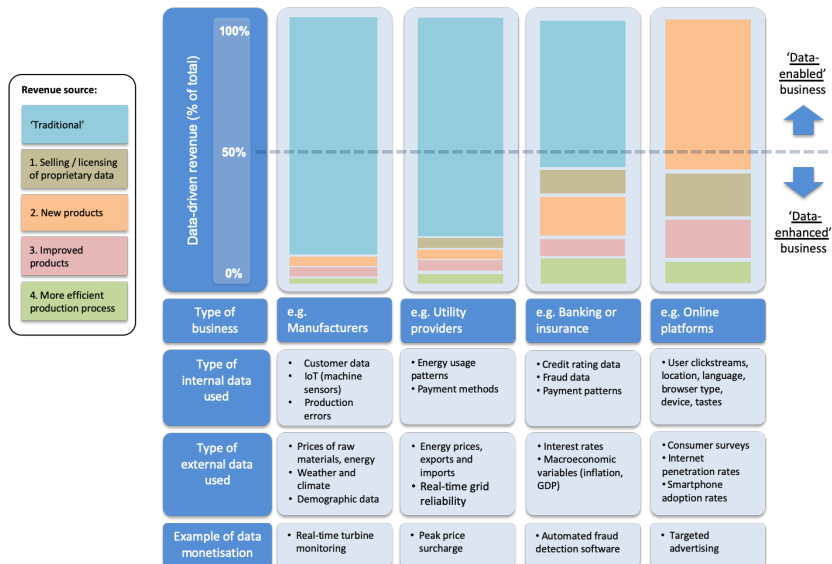 Revenue source:
'Traditional'
1. Selling / licensing
of proprietary data
2. New products
3. Improved
products
4. More efficient
production process
Data-driven revenue (% of total)
100%
50%
0%
'Data-
enabled'
business
'Data-
enhanced'
business
Type of
business
e.g.
Manufacturers
e.g. Utility
providers
e.g. Banking or
insurance
e.g. Online
platforms
Type of
internal data
used
• Customer data
• IoT (machine
sensors)
• Production
errors
• Energy usage
patterns
• Payment methods
• Credit rating data
• Fraud data
• Payment patterns
• User clickstreams,
location, language,
browser type,
device, tastes
Type of
external data
used
• Prices of raw
materials, energy
• Weather and
climate
• Demographic data
• Energy prices,
exports and
imports
• Real-time grid
reliability
• Interest rates
• Macroeconomic
variables (inflation,
GDP)
• Consumer surveys
• Internet
penetration rates
• Smartphone
adoption rates
Example of data
monetisation
• Real-time turbine
monitoring
• Peak price
surcharge
• Automated fraud
detection software
• Targeted
advertising